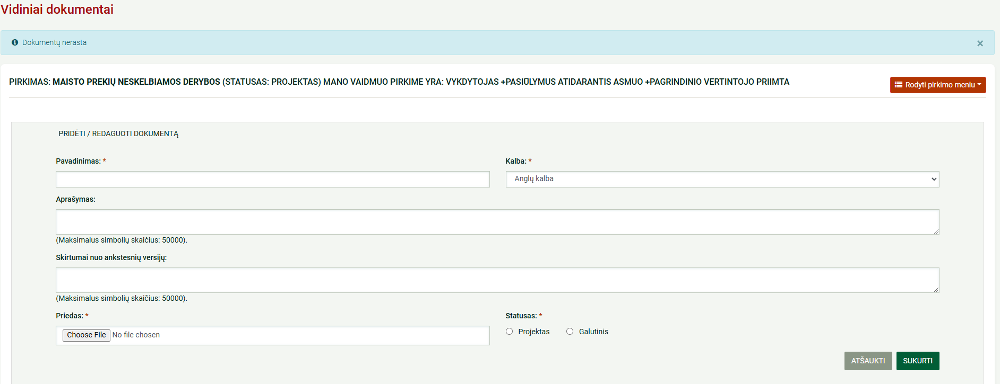 Vidiniai dokumentai
Dokumentų nerasta
×
PIRKIMAS: MAISTO PREKIŲ NESKELBIAMOS DERYBOS (STATUSAS: PROJEKTAS) MANO VAIDMUO PIRKIME YRA: VYKDYTOJAS +PASIŪLYMUS ATIDARANTIS ASMUO +PAGRINDINIO VERTINTOJO PRIIMTA
Rodyti pirkimo meniu
PRIDĖTI / REDAGUOTI DOKUMENTĄ
Pavadinimas: *
Kalba: *
Anglų kalba
Aprašymas:
(Maksimalus simbolių skaičius: 50000).
Skirtumai nuo ankstesnių versijų:
(Maksimalus simbolių skaičius: 50000).
Priedas: *
Choose File No file chosen
Statusas: *
Projektas Galutinis
ATŠAUKTI SUKURTI